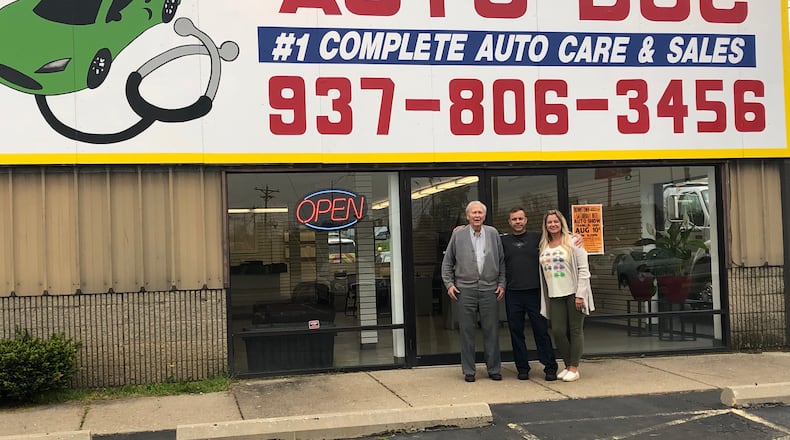 AUTO DOC
#1 COMPLETE AUTO CARE & SALES
937-806-3456
OPEN
AUTO SHOW
AUG 10